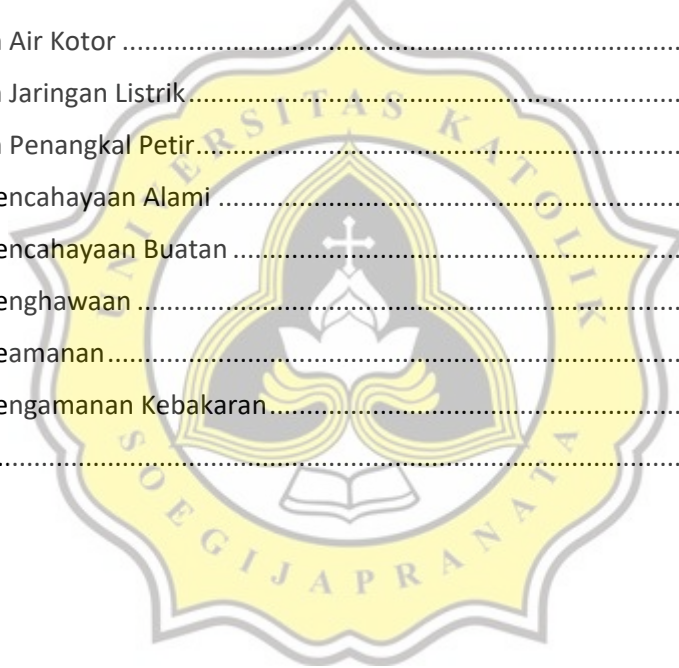 Air Kotor ....................................................................
Jaringan Listrik ....................................................................
Penangkal Petir ....................................................................
encahayaan Alami ....................................................................
encahayaan Buatan ....................................................................
enghawaan ....................................................................
eamanan ....................................................................
engamanan Kebakaran ....................................................................
....................................................................
UNIVERSITAS KATOLIK
SOEGIJAPRANATA